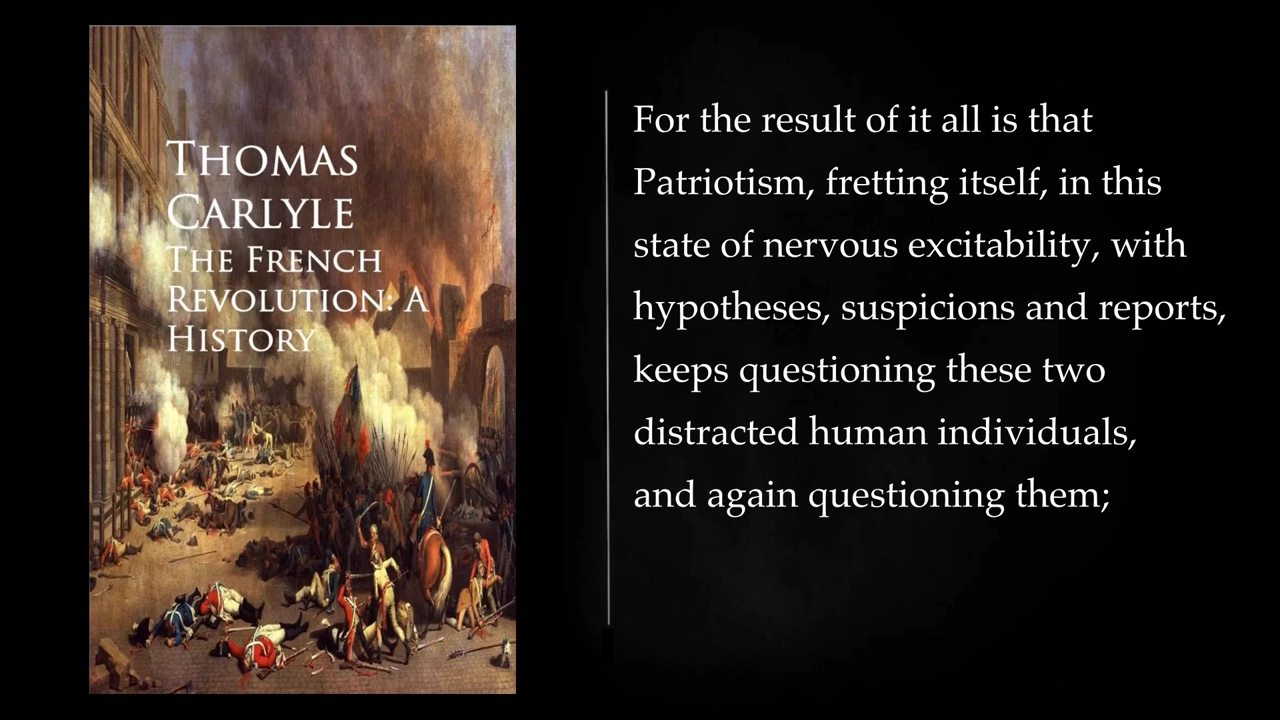 THOMAS
CARLYLE
THE FRENCH
REVOLUTION: A
HISTORY
For the result of it all is that
Patriotism, fretting itself, in this
state of nervous excitability, with
hypotheses, suspicions and reports,
keeps questioning these two
distracted human individuals,
and again questioning them;